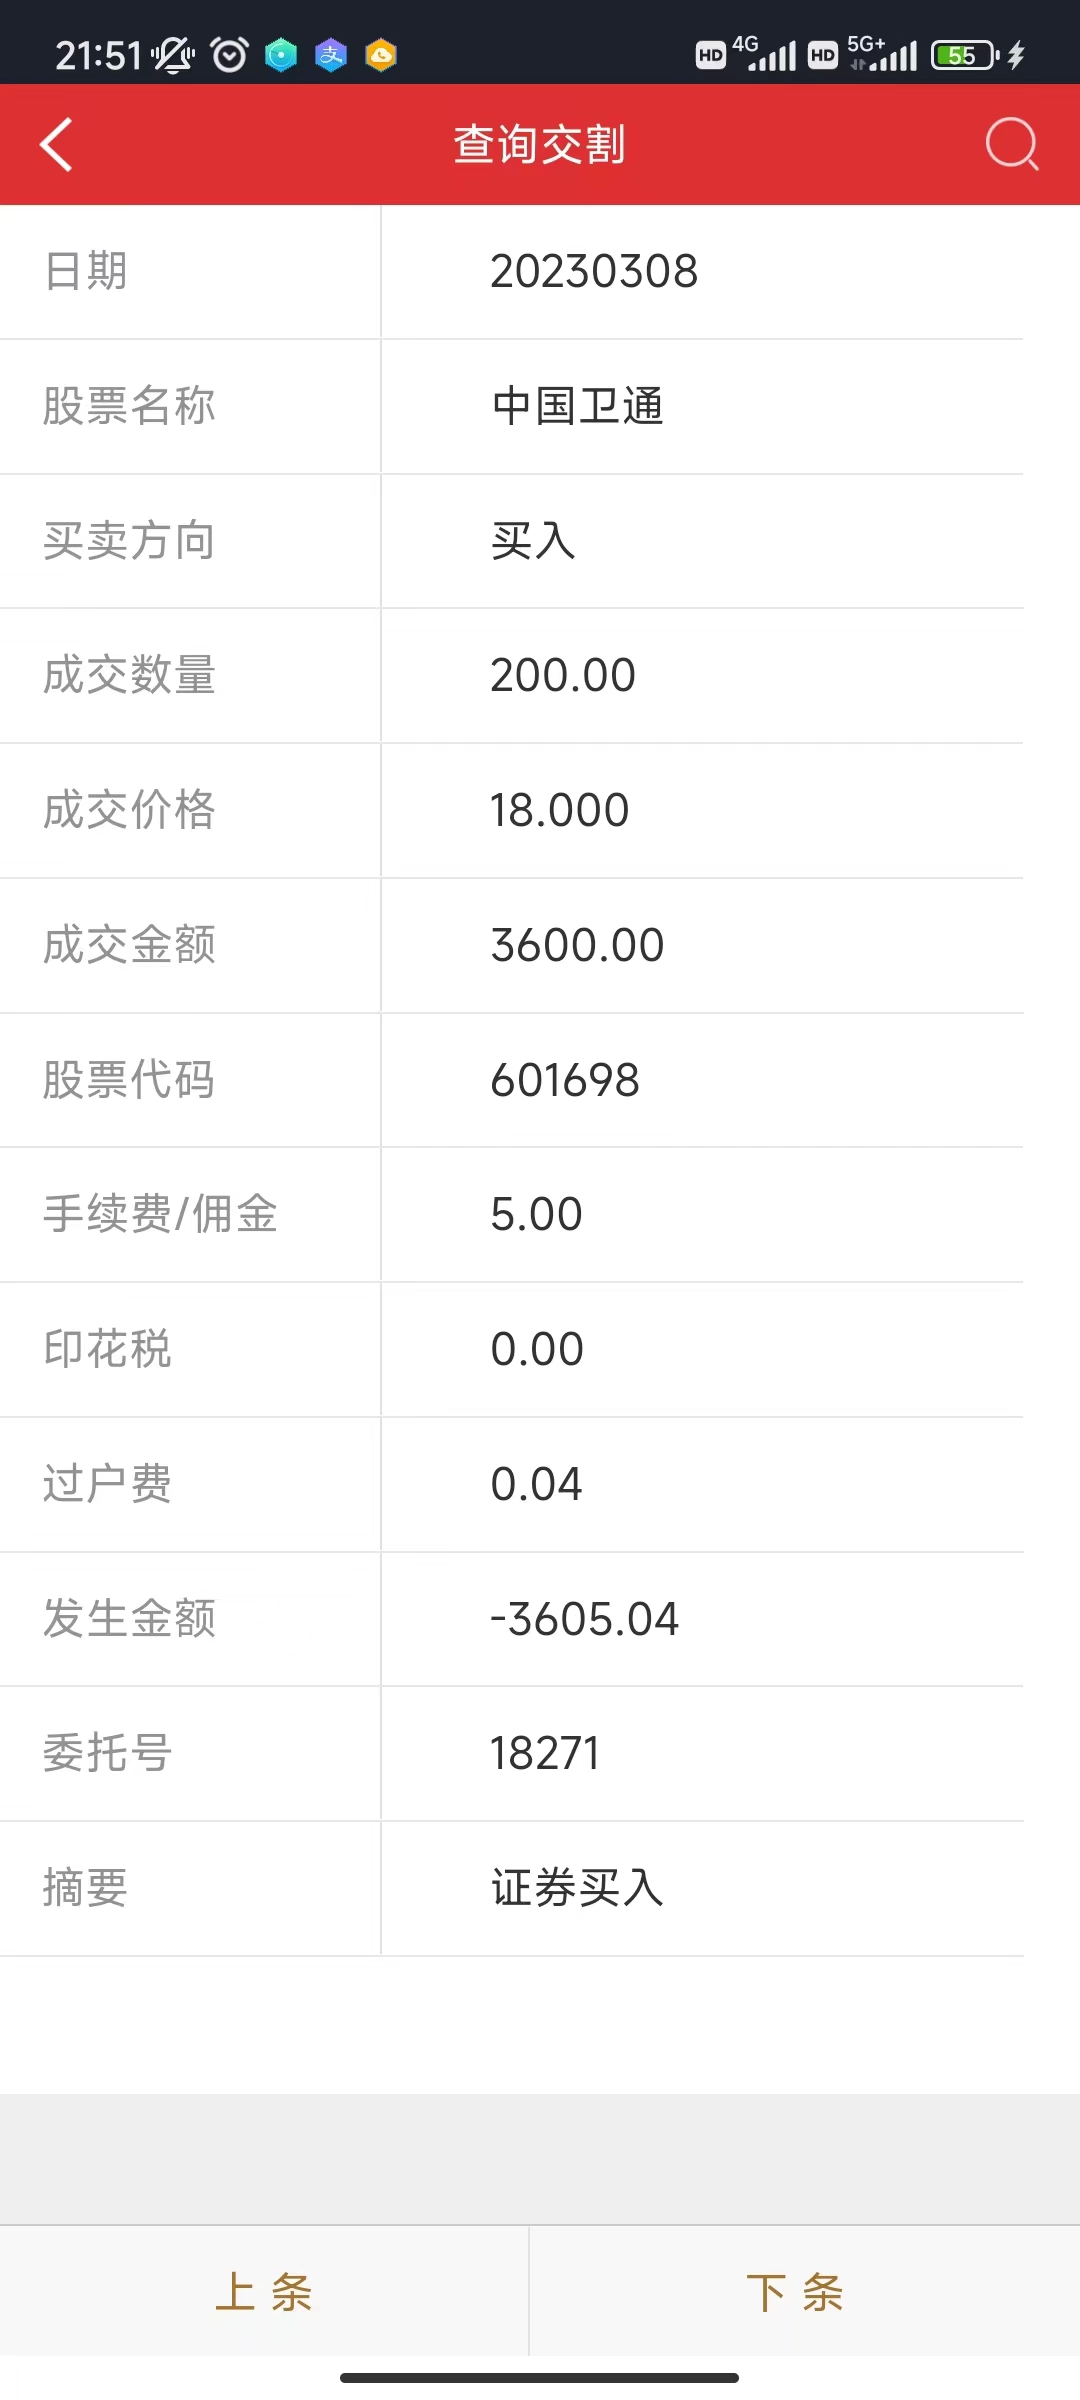 21:51 HD 4G HD 5G+ 55
查询交割
日期 20230308
股票名称 中国卫通
买卖方向 买入
成交数量 200.00
成交价格 18.000
成交金额 3600.00
股票代码 601698
手续费/佣金 5.00
印花税 0.00
过户费 0.04
发生金额 -3605.04
委托号 18271
摘要 证券买入
上条 下条